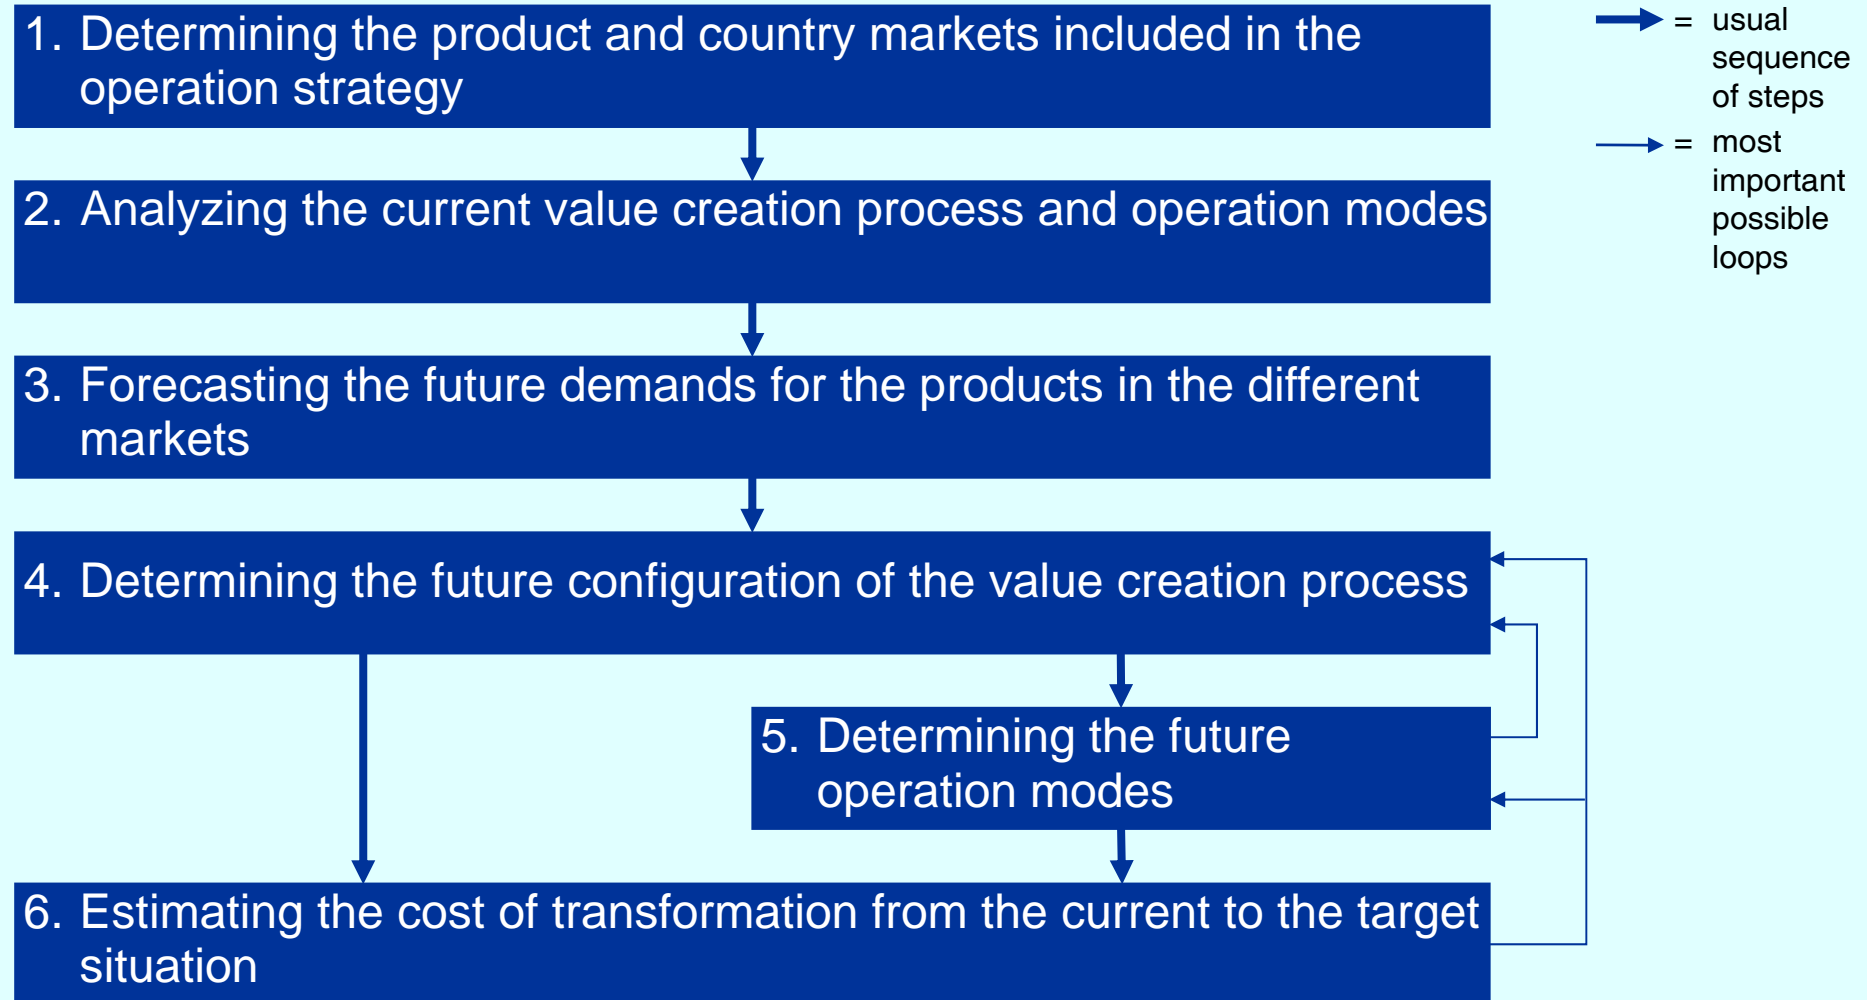 1. Determining the product and country markets included in the
operation strategy
2. Analyzing the current value creation process and operation modes
3. Forecasting the future demands for the products in the different
markets
4. Determining the future configuration of the value creation process
5. Determining the future
operation modes
6. Estimating the cost of transformation from the current to the target
situation
= usual
sequence
of steps
= most
important
possible
loops